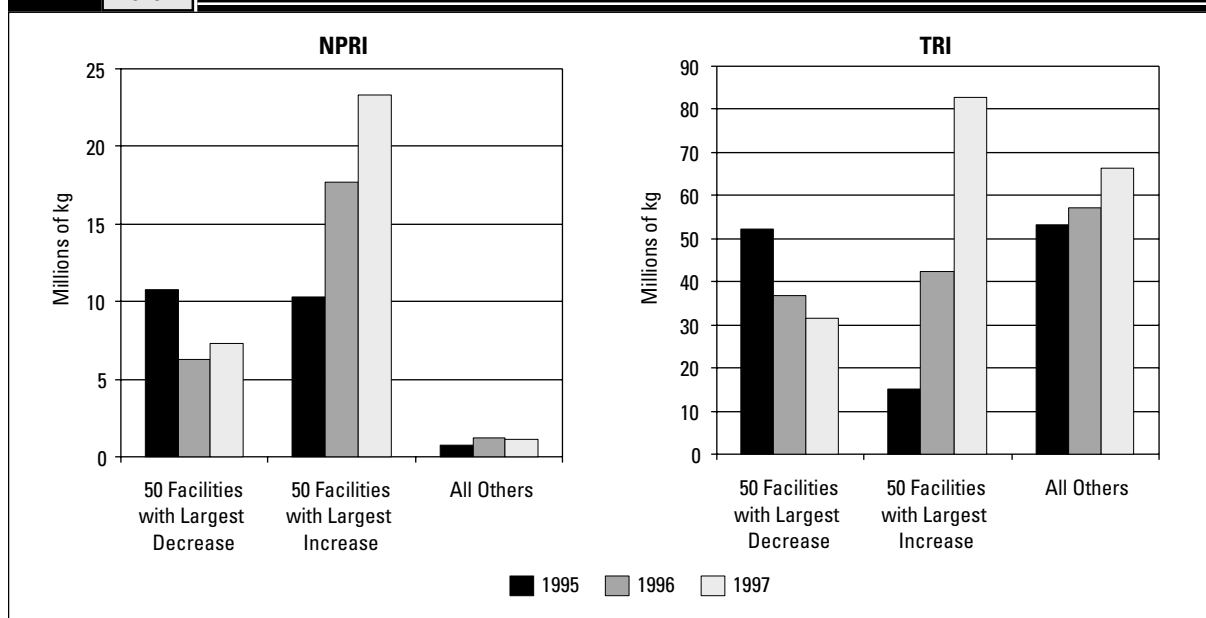 NPRI
25
20
15
10
5
0
Millions of kg
50 Facilities
with Largest
Decrease
50 Facilities
with Largest
Increase
All Others
TRI
90
80
70
60
50
40
30
20
10
0
Millions of kg
50 Facilities
with Largest
Decrease
50 Facilities
with Largest
Increase
All Others
1995
1996
1997